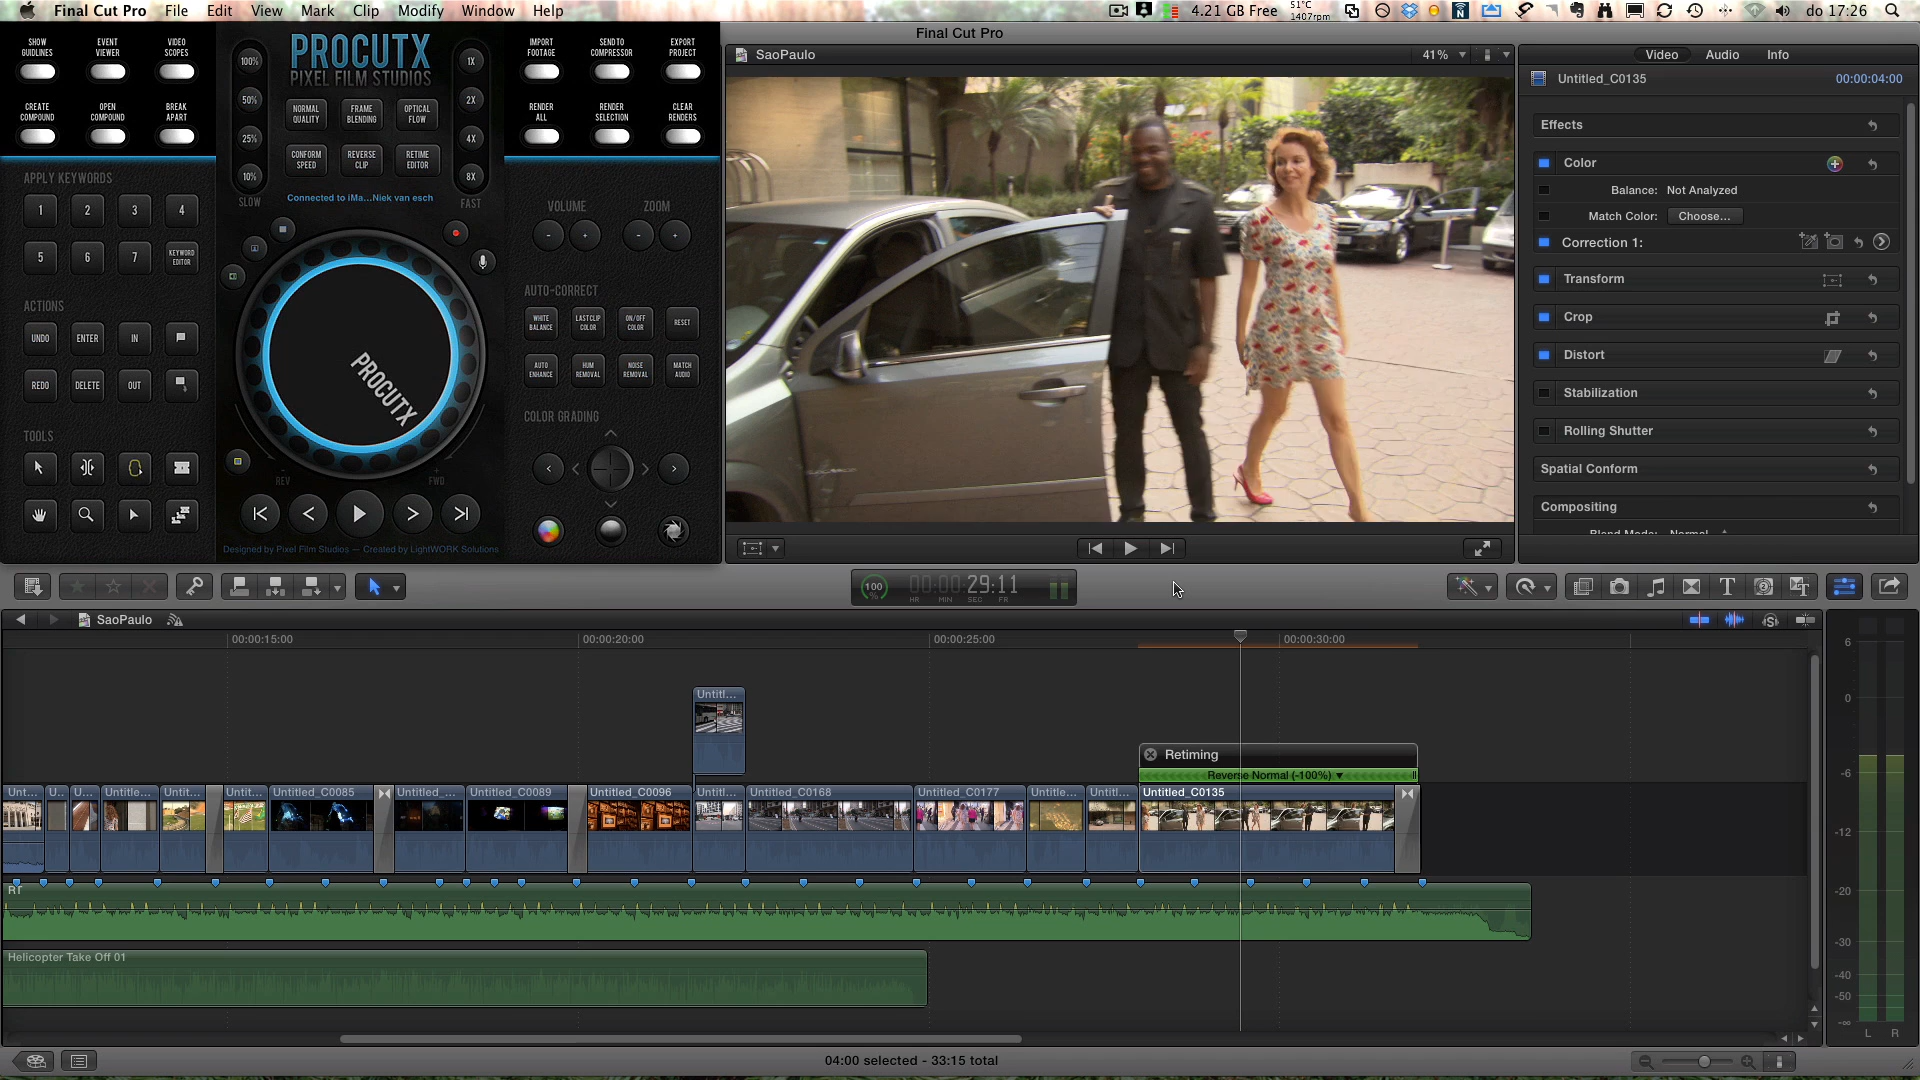 Final Cut Pro File Edit View Mark Clip Modify Window Help
4.21 GB Free 51°C 1407rpm do 17:26
Final Cut Pro
SHOW GUIDLINES
EVENT VIEWER
VIDEO SCOPES
CREATE COMPOUND
OPEN COMPOUND
BREAK APART
PROCUTX
PIXEL FILM STUDIOS
100%
50%
25%
10%
SLOW
NORMAL QUALITY
FRAME BLENDING
OPTICAL FLOW
CONFORM SPEED
REVERSE CLIP
RETIME EDITOR
Connected to iMa...Niek van esch
1X
2X
4X
8X
FAST
IMPORT FOOTAGE
SEND TO COMPRESSOR
EXPORT PROJECT
RENDER ALL
RENDER SELECTION
CLEAR RENDERS
APPLY KEYWORDS
1 2 3 4
5 6 7 KEYWORD EDITOR
ACTIONS
UNDO ENTER IN
REDO DELETE OUT
TOOLS
PROCUTX
REV
FWD
Designed by Pixel Film Studios — Created by LightWORK Solutions
VOLUME ZOOM
- + - +
AUTO-CORRECT
WHITE BALANCE
LAST CLIP COLOR
ON/OFF COLOR
RESET
AUTO ENHANCE
HUM REMOVAL
NOISE REMOVAL
MATCH AUDIO
COLOR GRADING
SaoPaulo 41%
Video Audio Info
Untitled_C0135 00:00:04:00
Effects
Color
Balance: Not Analyzed
Match Color: Choose...
Correction 1:
Transform
Crop
Distort
Stabilization
Rolling Shutter
Spatial Conform
Compositing
Blend Mode: Normal
100 % 00:00:29:11
HR MIN SEC FR
SaoPaulo
00:00:15:00 00:00:20:00 00:00:25:00 00:00:30:00
Untitl...
Retiming
Reverse Normal (-100%)
Unt... U... U... Untitle... Untit... Untit... Untitled_C0085 Untitled_... Untitled_C0089 Untitled_C0096 Untitl... Untitled_C0168 Untitled_C0177 Untitle... Untitl... Untitled_C0135
Helicopter Take Off 01
6
0
-6
-12
-20
-30
-40
-50
-∞
L R
04:00 selected - 33:15 total